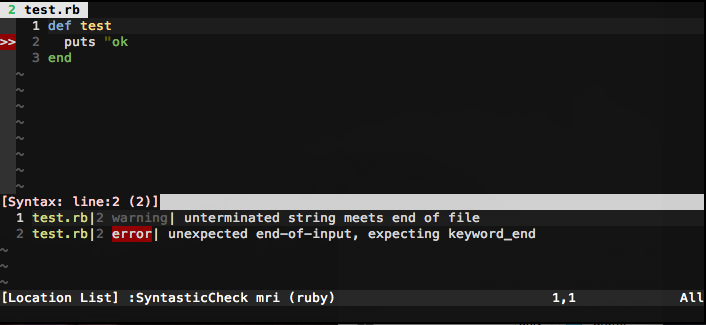 2 test.rb
1 def test
>> 2 puts "ok
3 end
~
~
~
~
~
~
~
~
[Syntax: line:2 (2)]
1 test.rb|2 warning| unterminated string meets end of file
2 test.rb|2 error| unexpected end-of-input, expecting keyword_end
~
~
~
[Location List] :SyntasticCheck mri (ruby) 1,1 All